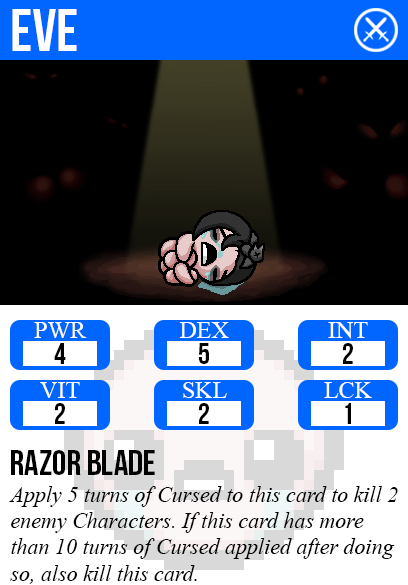 EVE
PWR DEX INT
4 5 2
VIT SKL LCK
2 2 1
RAZOR BLADE
Apply 5 turns of Cursed to this card to kill 2
enemy Characters. If this card has more
than 10 turns of Cursed applied after doing
so, also kill this card.